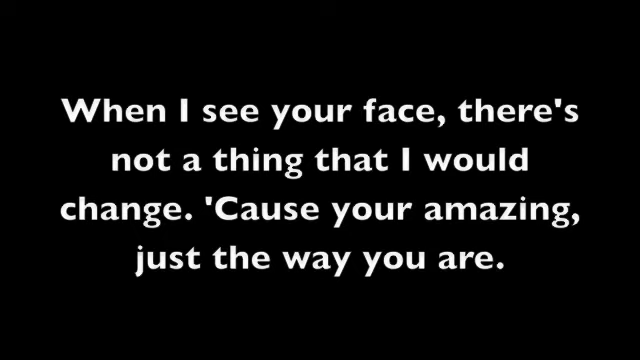 When I see your face, there's
not a thing that I would
change. 'Cause your amazing,
just the way you are.